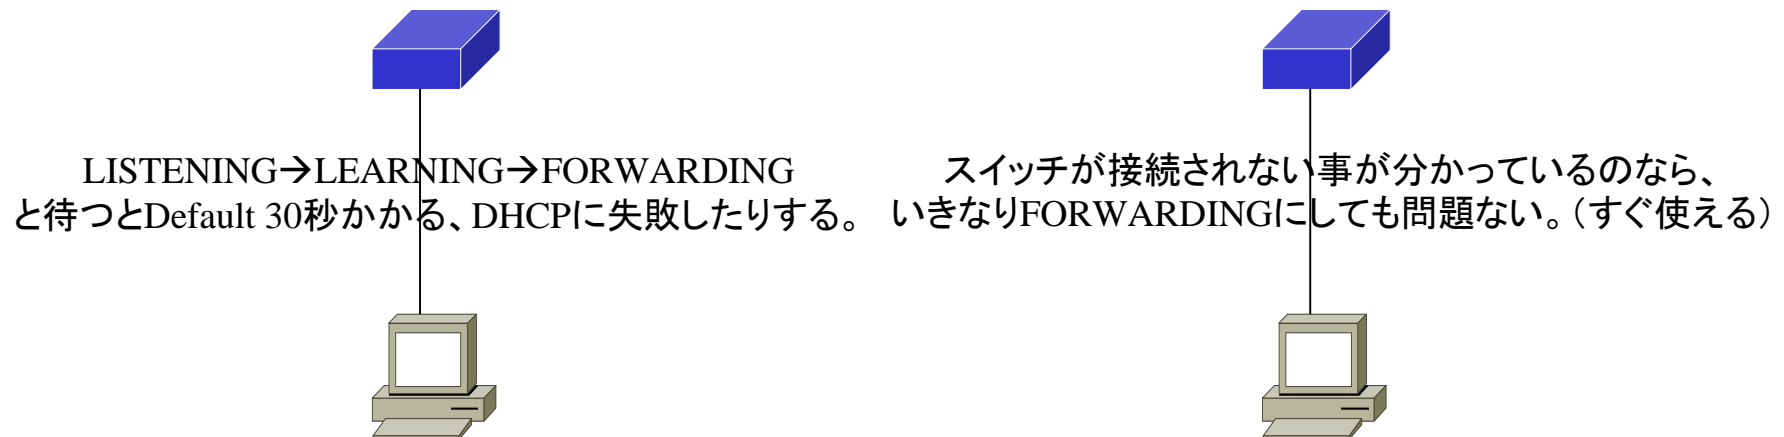 LISTENING→LEARNING→FORWARDING
と待つとDefault 30秒かかる、DHCPに失敗したりする。
スイッチが接続されない事が分かっているのなら、
いきなりFORWARDINGにしても問題ない。（すぐ使える）